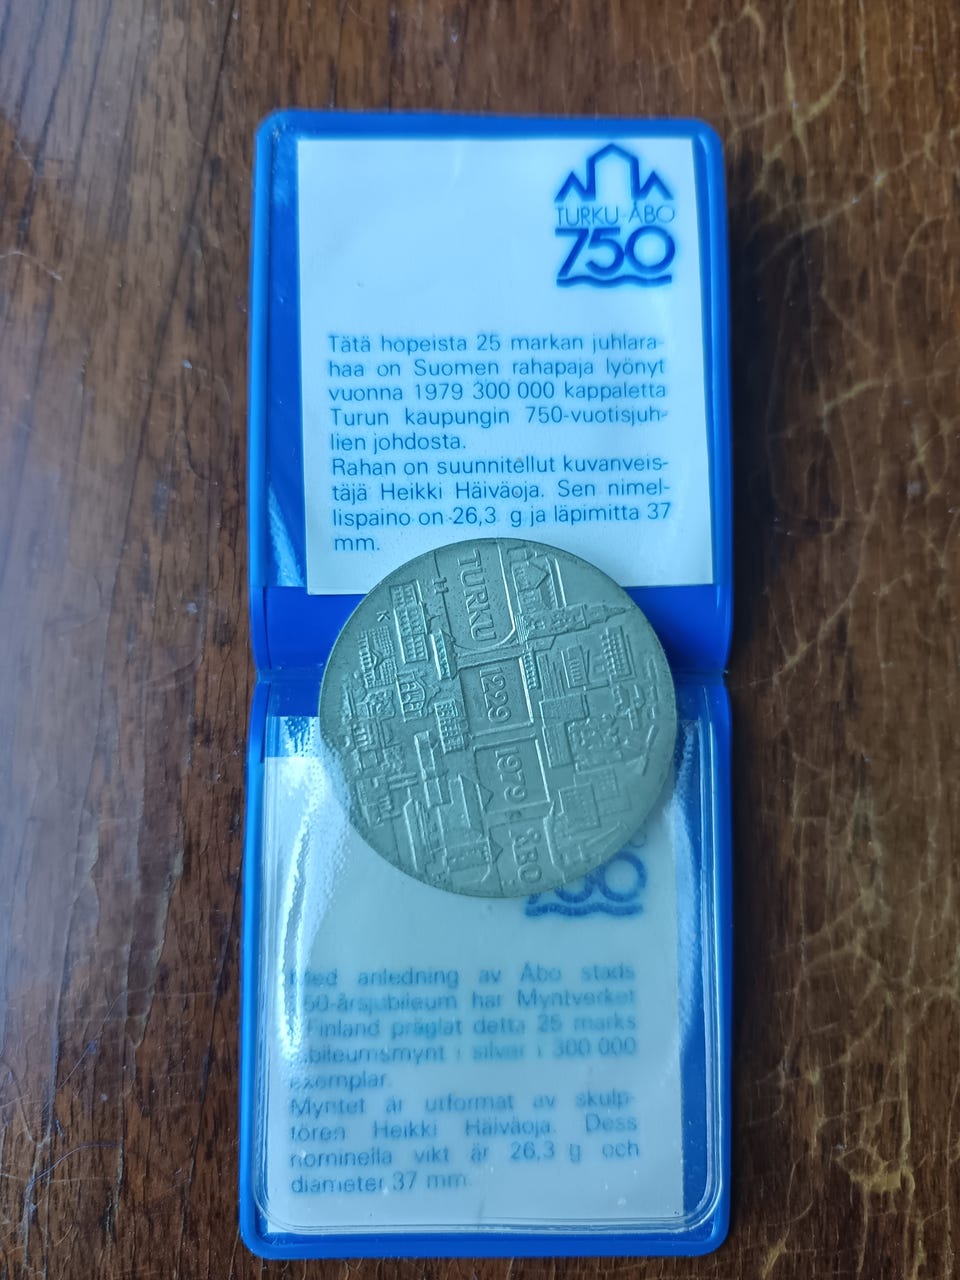 TURKU-ÅBO
750
Tätä hopeista 25 markan juhlara-
haa on Suomen rahapaja lyönyt
vuonna 1979 300 000 kappaletta
Turun kaupungin 750-vuotisjuh-
lien johdosta.
Rahan on suunnitellut kuvanveis-
täjä Heikki Häiväoja. Sen nimel-
lispaino on 26,3 g ja läpimitta 37
mm.
TURKU
1229
1979
ÅBO
H
K
Med anledning av Åbo stads
50-årsjubileum har Myntverket
Finland präglat detta 25 marks
bileumsmynt i silver i 300 000
exemplar.
Myntet är utformat av skulp-
tören Heikki Häiväoja. Dess
nominella vikt är 26,3 g och
diameter 37 mm.